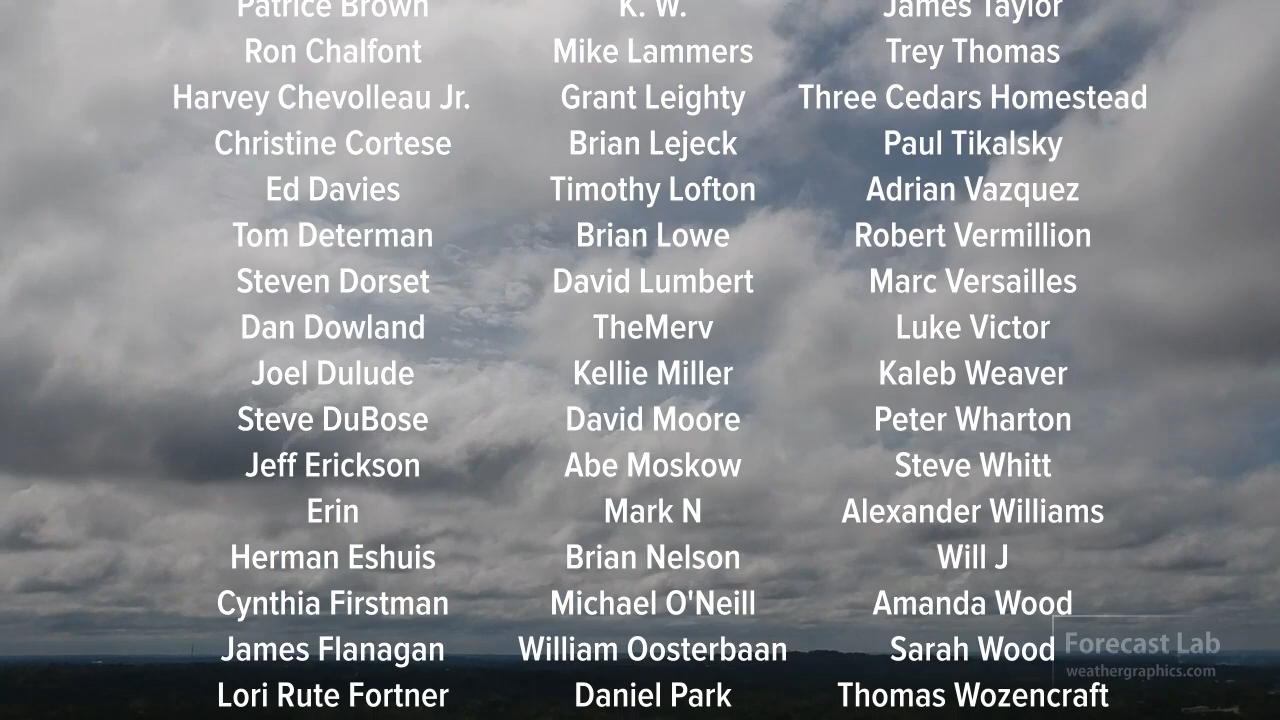 Patrice Brown
Ron Chalfont
Harvey Chevolleau Jr.
Christine Cortese
Ed Davies
Tom Determan
Steven Dorset
Dan Dowland
Joel Dulude
Steve DuBose
Jeff Erickson
Erin
Herman Eshuis
Cynthia Firstman
James Flanagan
Lori Rute Fortner
K. W.
Mike Lammers
Grant Leighty
Brian Lejeck
Timothy Lofton
Brian Lowe
David Lumbert
TheMerv
Kellie Miller
David Moore
Abe Moskow
Mark N
Brian Nelson
Michael O'Neill
William Oosterbaan
Daniel Park
James Taylor
Trey Thomas
Three Cedars Homestead
Paul Tikalsky
Adrian Vazquez
Robert Vermillion
Marc Versailles
Luke Victor
Kaleb Weaver
Peter Wharton
Steve Whitt
Alexander Williams
Will J
Amanda Wood
Sarah Wood
Thomas Wozencraft
Forecast Lab
weathergraphics.com